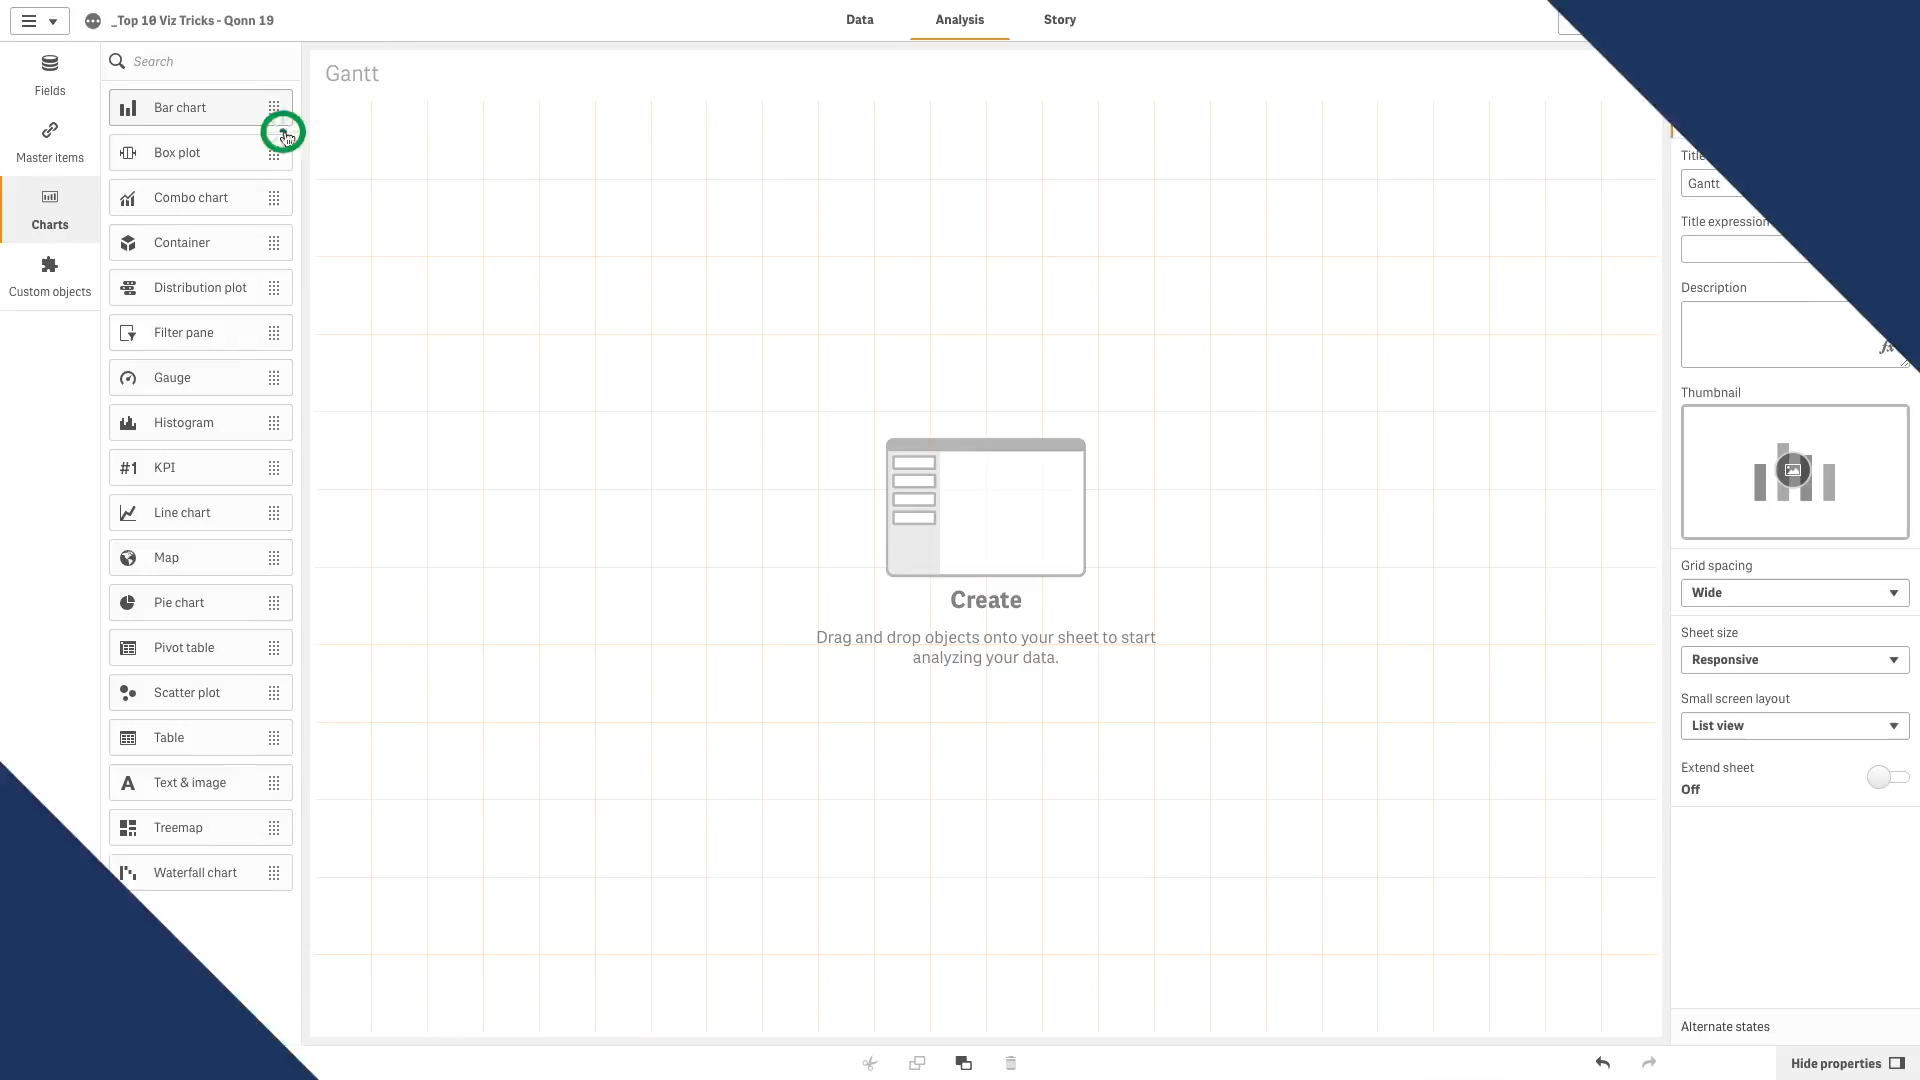 _Top 10 Viz Tricks - Qonn 19
Data
Analysis
Story
Fields
Master items
Charts
Custom objects
Search
Bar chart
Box plot
Combo chart
Container
Distribution plot
Filter pane
Gauge
Histogram
#1 KPI
Line chart
Map
Pie chart
Pivot table
Scatter plot
Table
A Text & image
Treemap
Waterfall chart
Gantt
Create
Drag and drop objects onto your sheet to start
analyzing your data.
Title
Gantt
Title expression
Description
fx
Thumbnail
Grid spacing
Wide
Sheet size
Responsive
Small screen layout
List view
Extend sheet
Off
Alternate states
Hide properties